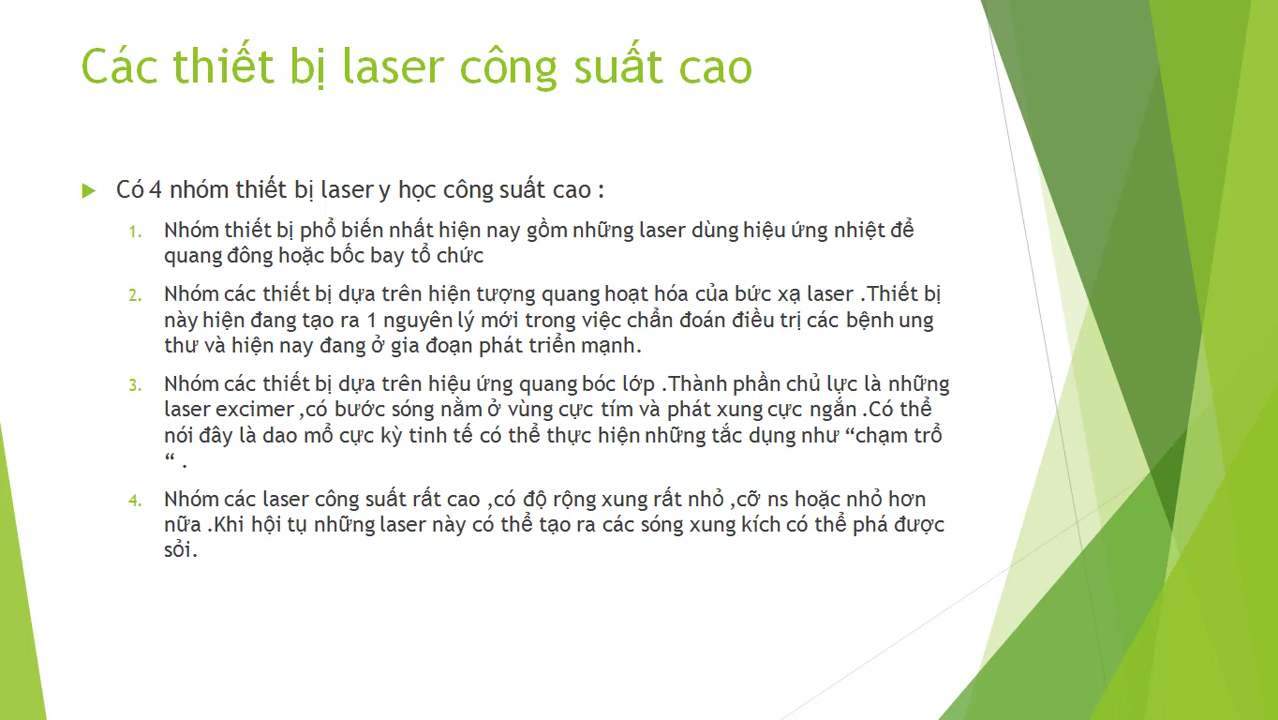 Các thiết bị laser công suất cao
Có 4 nhóm thiết bị laser y học công suất cao :
1. Nhóm thiết bị phổ biến nhất hiện nay gồm những laser dùng hiệu ứng nhiệt để
quang đông hoặc bốc bay tổ chức
2. Nhóm các thiết bị dựa trên hiện tượng quang hoạt hóa của bức xạ laser .Thiết bị
này hiện đang tạo ra 1 nguyên lý mới trong việc chẩn đoán điều trị các bệnh ung
thư và hiện nay đang ở gia đoạn phát triển mạnh.
3. Nhóm các thiết bị dựa trên hiệu ứng quang bóc lớp .Thành phần chủ lực là những
laser excimer ,có bước sóng nằm ở vùng cực tím và phát xung cực ngắn .Có thể
nói đây là dao mổ cực kỳ tinh tế có thể thực hiện những tắc dụng như “chạm trổ
“ .
4. Nhóm các laser công suất rất cao ,có độ rộng xung rất nhỏ ,cỡ ns hoặc nhỏ hơn
nữa .Khi hội tụ những laser này có thể tạo ra các sóng xung kích có thể phá được
sỏi.